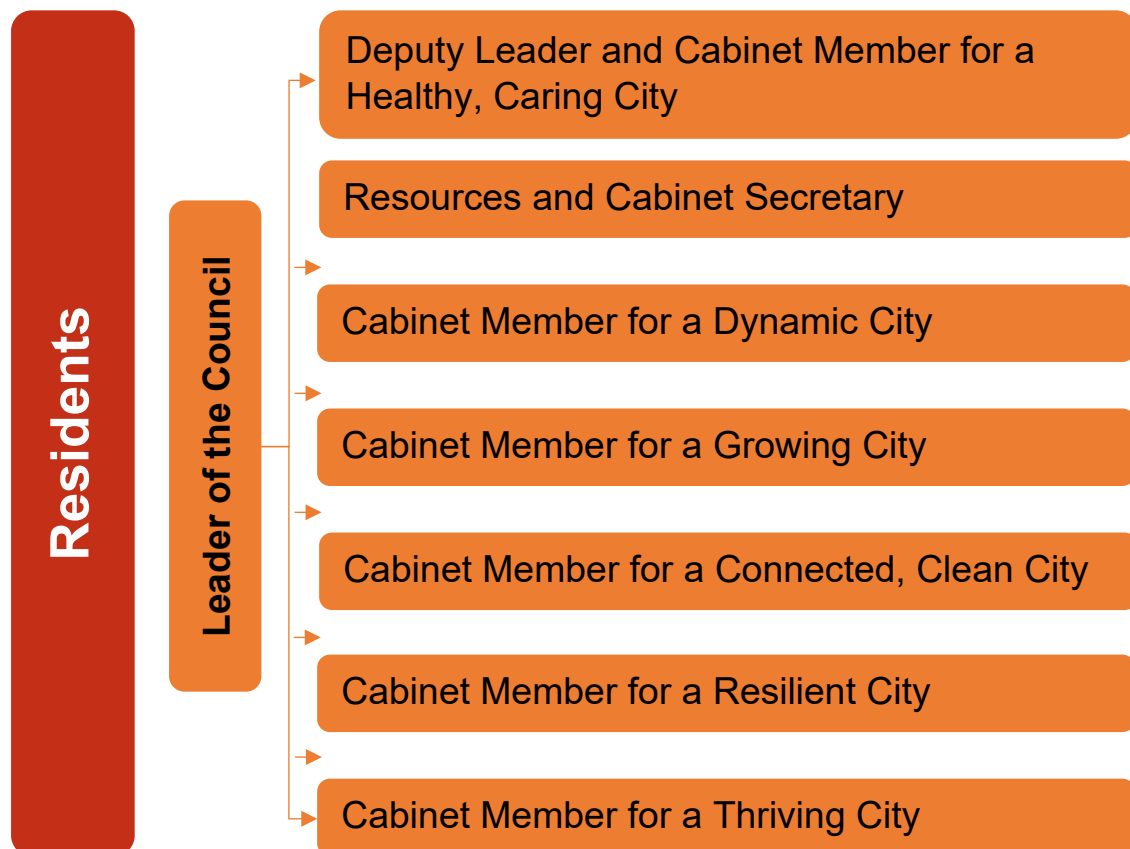 Residents
Leader of the Council
Deputy Leader and Cabinet Member for a
Healthy, Caring City
Resources and Cabinet Secretary
Cabinet Member for a Dynamic City
Cabinet Member for a Growing City
Cabinet Member for a Connected, Clean City
Cabinet Member for a Resilient City
Cabinet Member for a Thriving City